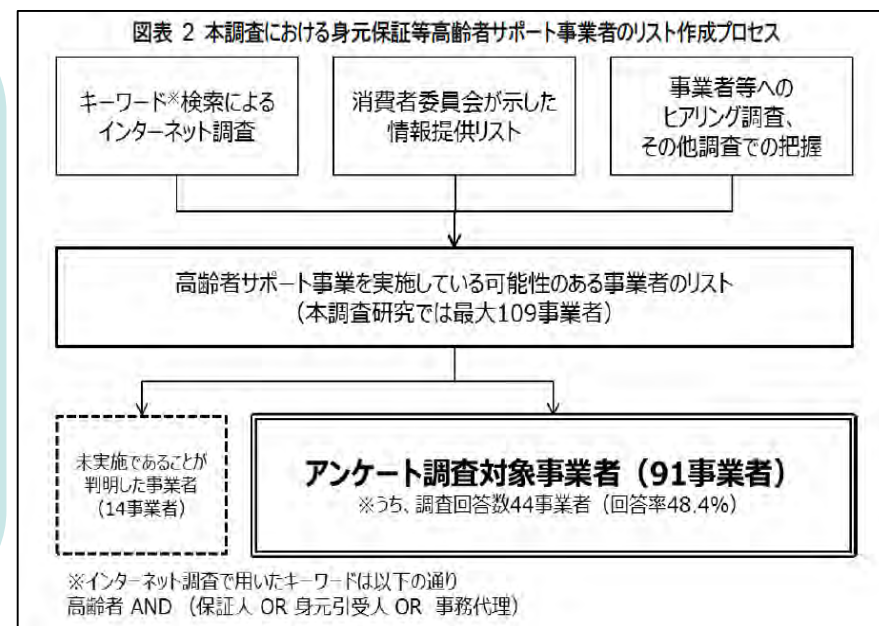 図表 2 本調査における身元保証等高齢者サポート事業者のリスト作成プロセス
キーワード※検索による
インターネット調査
消費者委員会が示した
情報提供リスト
事業者等への
ヒアリング調査、
その他調査での把握
高齢者サポート事業を実施している可能性のある事業者のリスト
（本調査研究では最大109事業者）
未実施であることが
判明した事業者
（14事業者）
アンケート調査対象事業者（91事業者）
※うち、調査回答数44事業者（回答率48.4%）
※インターネット調査で用いたキーワードは以下の通り
高齢者 AND （保証人 OR 身元引受人 OR 事務代理）